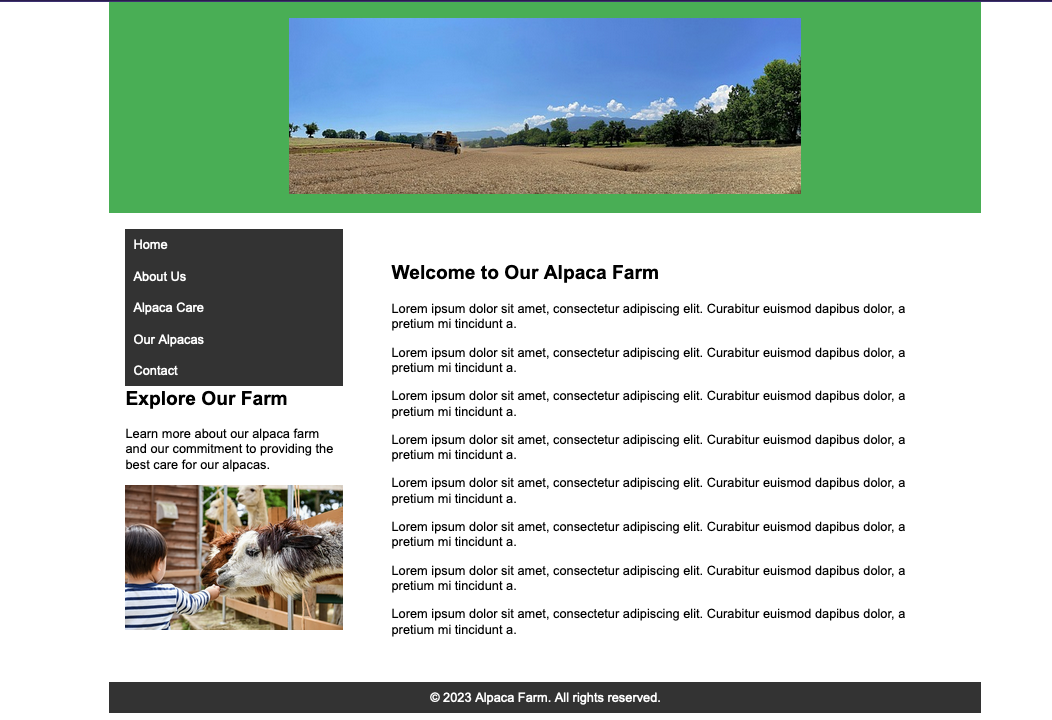 Home
About Us
Alpaca Care
Our Alpacas
Contact
Explore Our Farm
Learn more about our alpaca farm
and our commitment to providing the
best care for our alpacas.
Welcome to Our Alpaca Farm
Lorem ipsum dolor sit amet, consectetur adipiscing elit. Curabitur euismod dapibus dolor, a
pretium mi tincidunt a.
Lorem ipsum dolor sit amet, consectetur adipiscing elit. Curabitur euismod dapibus dolor, a
pretium mi tincidunt a.
Lorem ipsum dolor sit amet, consectetur adipiscing elit. Curabitur euismod dapibus dolor, a
pretium mi tincidunt a.
Lorem ipsum dolor sit amet, consectetur adipiscing elit. Curabitur euismod dapibus dolor, a
pretium mi tincidunt a.
Lorem ipsum dolor sit amet, consectetur adipiscing elit. Curabitur euismod dapibus dolor, a
pretium mi tincidunt a.
Lorem ipsum dolor sit amet, consectetur adipiscing elit. Curabitur euismod dapibus dolor, a
pretium mi tincidunt a.
Lorem ipsum dolor sit amet, consectetur adipiscing elit. Curabitur euismod dapibus dolor, a
pretium mi tincidunt a.
Lorem ipsum dolor sit amet, consectetur adipiscing elit. Curabitur euismod dapibus dolor, a
pretium mi tincidunt a.
© 2023 Alpaca Farm. All rights reserved.